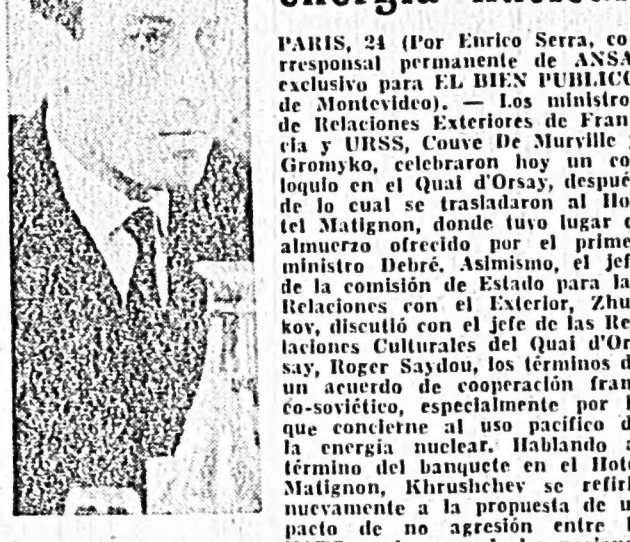 energía nuclear
PARIS, 24 (Por Enrico Serra, co-
rresponsal permanente de ANSA
exclusivo para EL BIEN PUBLICO
de Montevideo). — Los ministro
de Relaciones Exteriores de Fran-
cia y URSS, Couve De Murville
Gromyko, celebraron hoy un co-
loquio en el Quai d'Orsay, despué
de lo cual se trasladaron al Ho-
tel Matignon, donde tuvo lugar e
almuerzo ofrecido por el prime
ministro Debré. Asimismo, el jef
de la comisión de Estado para la
Relaciones con el Exterior, Zhu-
kov, discutió con el jefe de las Re-
laciones Culturales del Quai d'Or-
say, Roger Saydou, los términos d
un acuerdo de cooperación fran-
co-soviético, especialmente por l
que concierne al uso pacífico d
la energía nuclear. Hablando a
término del banquete en el Hote
Matignon, Khrushchev se refiri
nuevamente a la propuesta de u
pacto de no agresión entre l